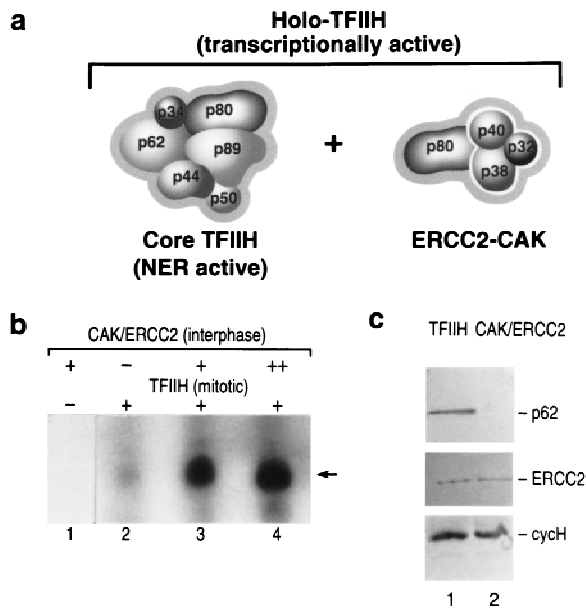 a
Holo-TFIIH
(transcriptionally active)
p34
p80
p62
p89
p44
p50
+
p80
p40
p32
p38
Core TFIIH
(NER active)
ERCC2-CAK
b
CAK/ERCC2 (interphase)
+ – + ++
TFIIH (mitotic)
– + + +
1 2 3 4
c
TFIIH CAK/ERCC2
– p62
– ERCC2
– cycH
1 2